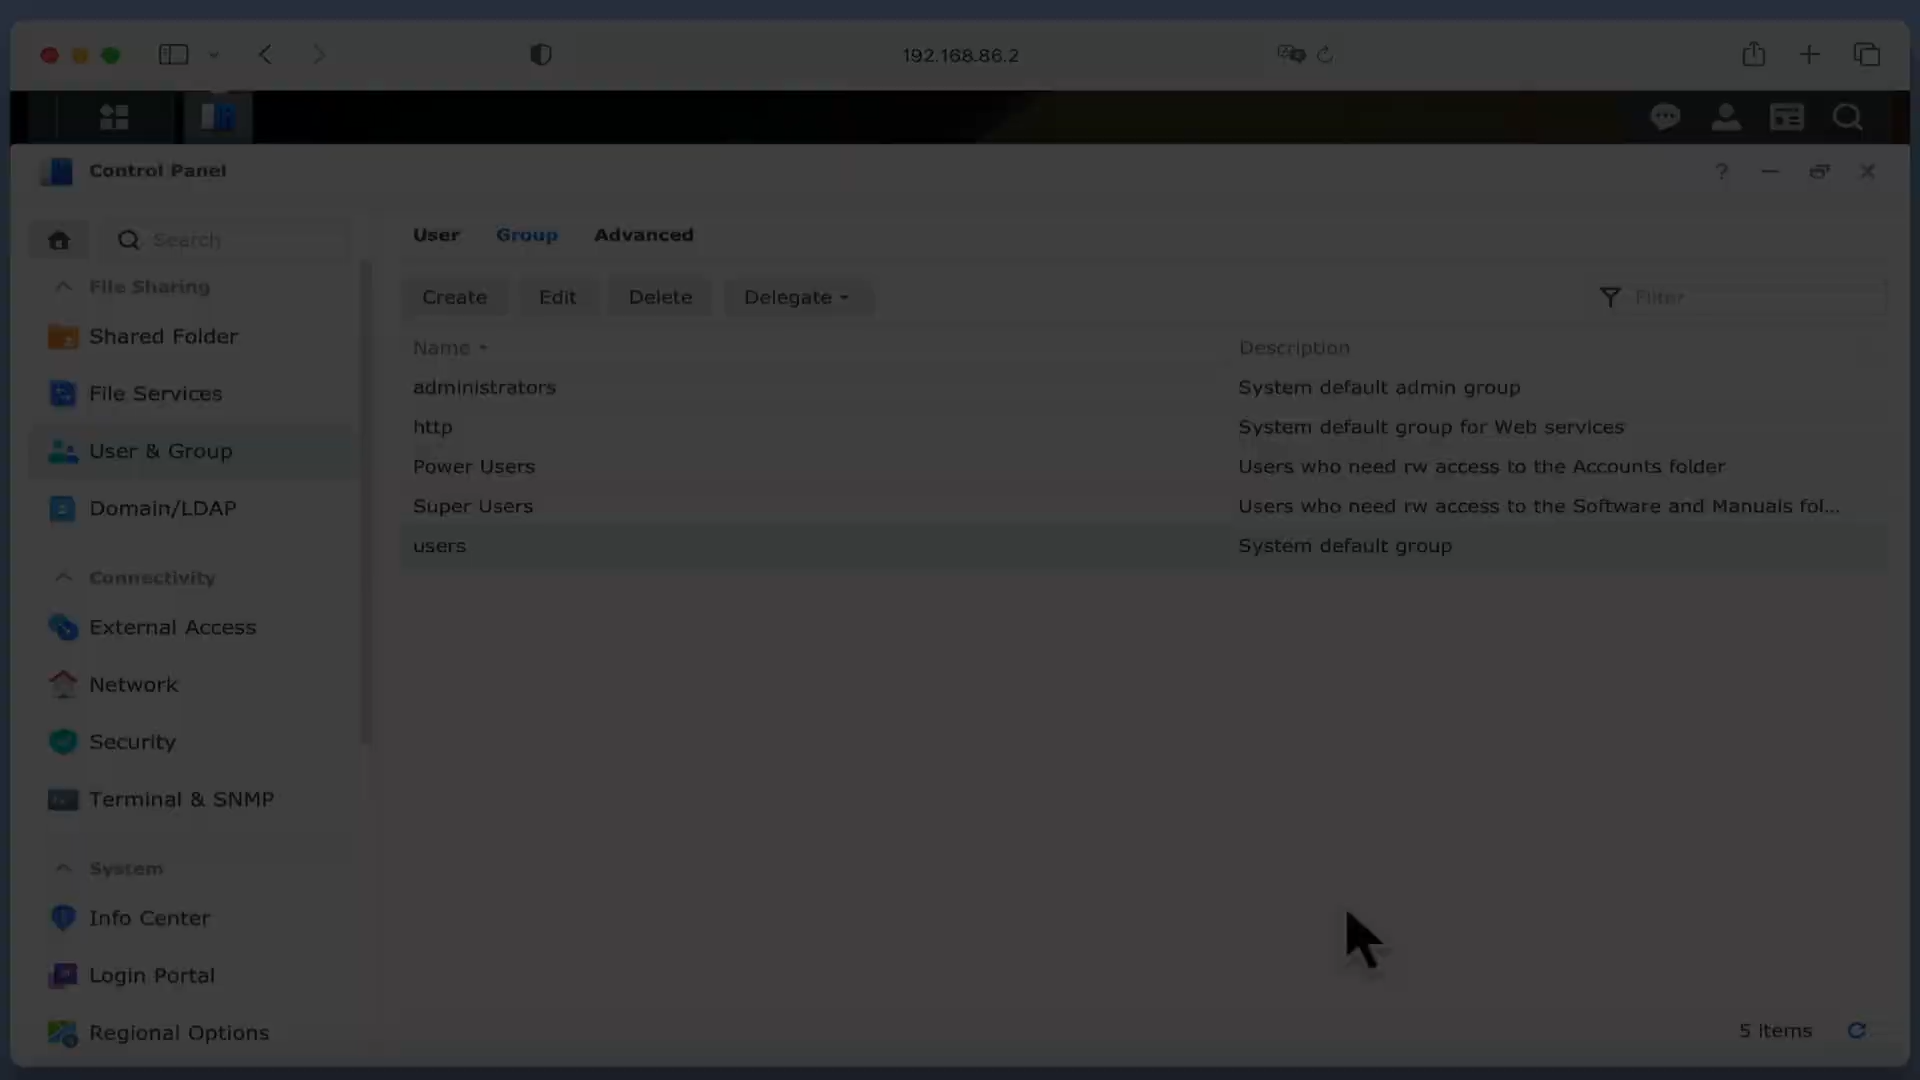 192.168.86.2
Control Panel
Search
File Sharing
Shared Folder
File Services
User & Group
Domain/LDAP
Connectivity
External Access
Network
Security
Terminal & SNMP
System
Info Center
Login Portal
Regional Options
User Group Advanced
Create Edit Delete Delegate
Filter
Name Description
administrators System default admin group
http System default group for Web services
Power Users Users who need rw access to the Accounts folder
Super Users Users who need rw access to the Software and Manuals fol...
users System default group
5 items